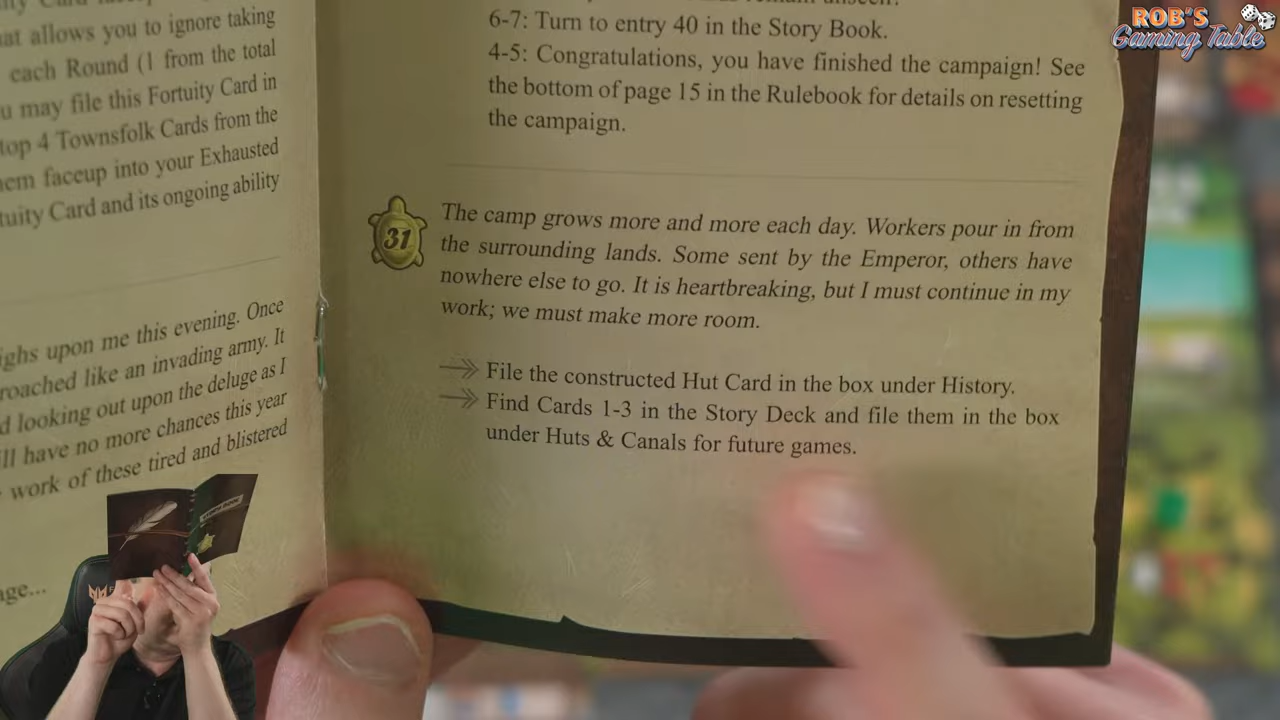 at allows you to ignore taking
each Round (1 from the total
u may file this Fortuity Card in
top 4 Townsfolk Cards from the
em faceup into your Exhausted
tuity Card and its ongoing ability
ighs upon me this evening. Once
roached like an invading army. It
d looking out upon the deluge as I
ll have no more chances this year
work of these tired and blistered
age...
6-7: Turn to entry 40 in the Story Book.
4-5: Congratulations, you have finished the campaign! See
the bottom of page 15 in the Rulebook for details on resetting
the campaign.
31
The camp grows more and more each day. Workers pour in from
the surrounding lands. Some sent by the Emperor, others have
nowhere else to go. It is heartbreaking, but I must continue in my
work; we must make more room.
File the constructed Hut Card in the box under History.
Find Cards 1-3 in the Story Deck and file them in the box
under Huts & Canals for future games.
ROB'S
Gaming Table